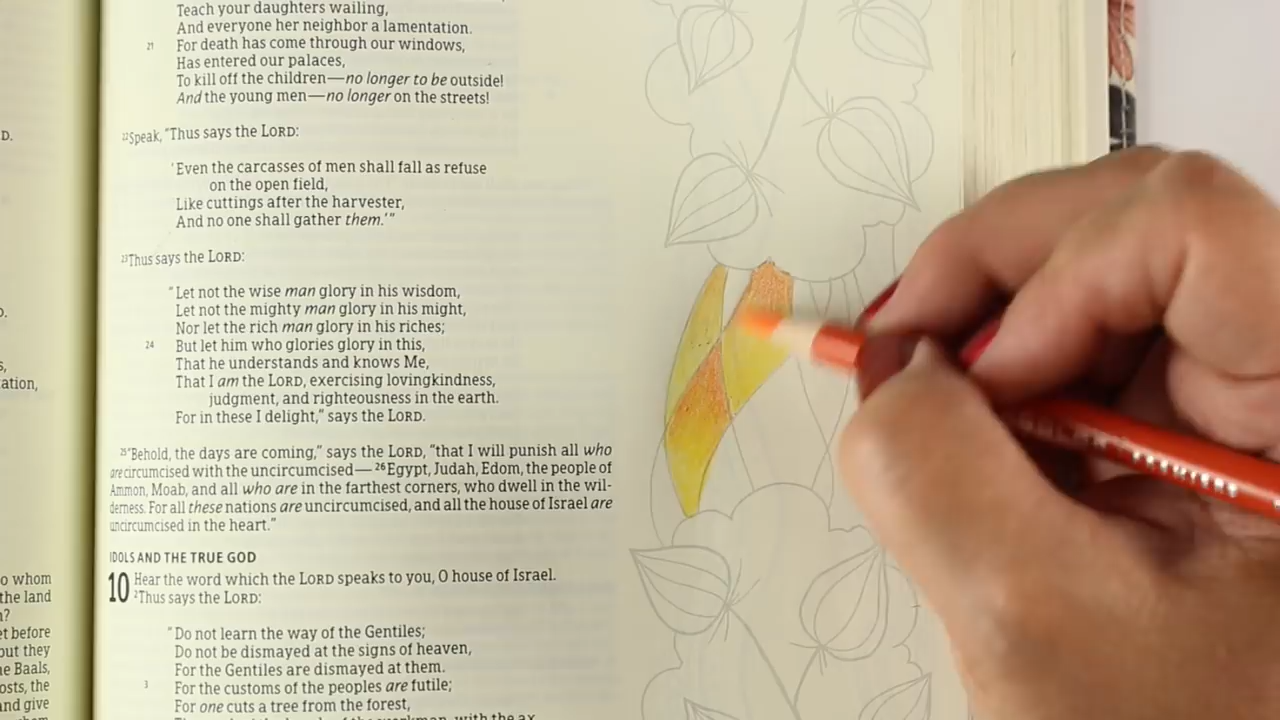 Teach your daughters wailing,
And everyone her neighbor a lamentation.
21 For death has come through our windows,
Has entered our palaces,
To kill off the children—no longer to be outside!
And the young men—no longer on the streets!
22 Speak, "Thus says the LORD:
'Even the carcasses of men shall fall as refuse
on the open field,
Like cuttings after the harvester,
And no one shall gather them.'"
23 Thus says the LORD:
"Let not the wise man glory in his wisdom,
Let not the mighty man glory in his might,
Nor let the rich man glory in his riches;
24 But let him who glories glory in this,
That he understands and knows Me,
That I am the LORD, exercising lovingkindness,
judgment, and righteousness in the earth.
For in these I delight," says the LORD.
25 "Behold, the days are coming," says the LORD, "that I will punish all who
are circumcised with the uncircumcised— 26 Egypt, Judah, Edom, the people of
Ammon, Moab, and all who are in the farthest corners, who dwell in the wil-
derness. For all these nations are uncircumcised, and all the house of Israel are
uncircumcised in the heart."
IDOLS AND THE TRUE GOD
10 Hear the word which the LORD speaks to you, O house of Israel.
2 Thus says the LORD:
"Do not learn the way of the Gentiles;
Do not be dismayed at the signs of heaven,
For the Gentiles are dismayed at them.
3 For the customs of the peoples are futile;
For one cuts a tree from the forest,
D.
ation,
o whom
the land
n?
et before
out they
he Baals,
osts, the
and give